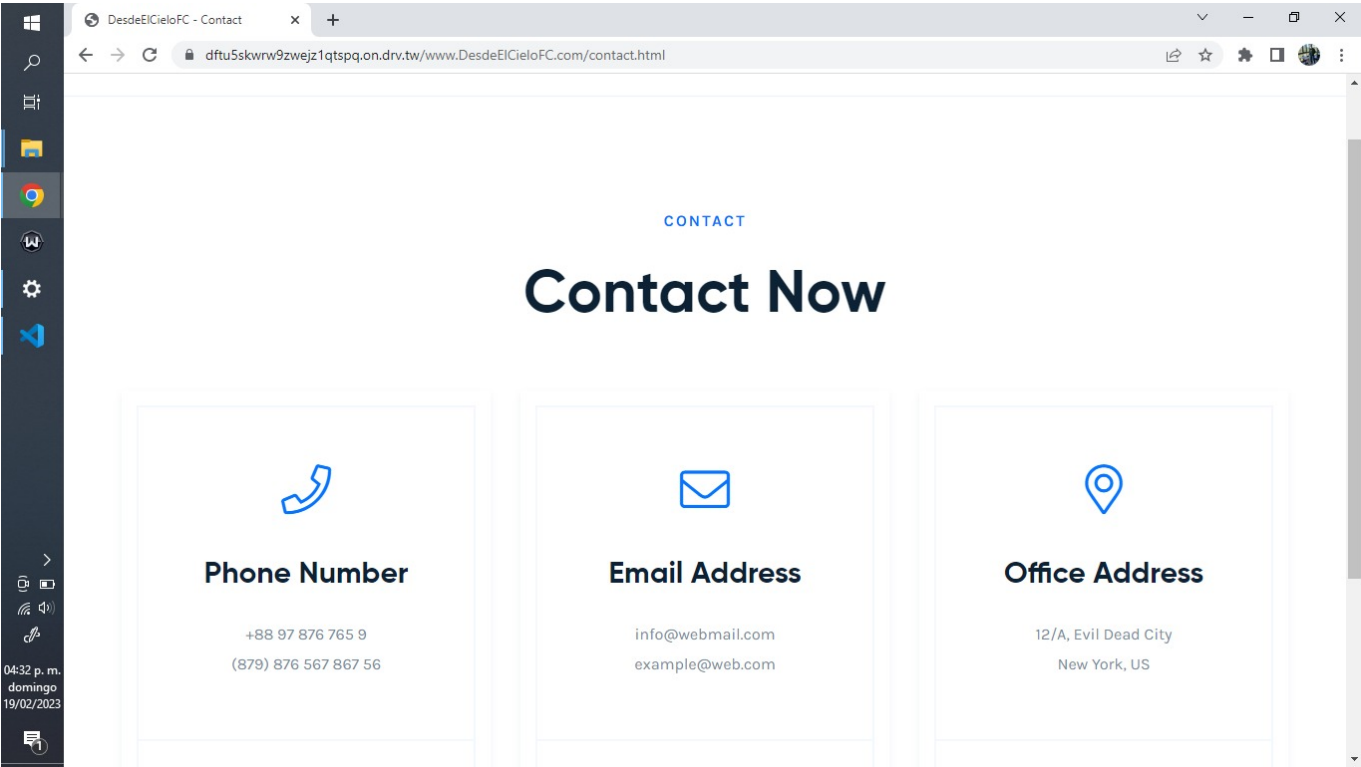 DesdeElCieloFC - Contact
dftu5skwrw9zwejz1qtspq.on.drv.tw/www.DesdeElCieloFC.com/contact.html
CONTACT
Contact Now
Phone Number
+88 97 876 765 9
(879) 876 567 867 56
Email Address
info@webmail.com
example@web.com
Office Address
12/A, Evil Dead City
New York, US
04:32 p. m.
domingo
19/02/2023
1